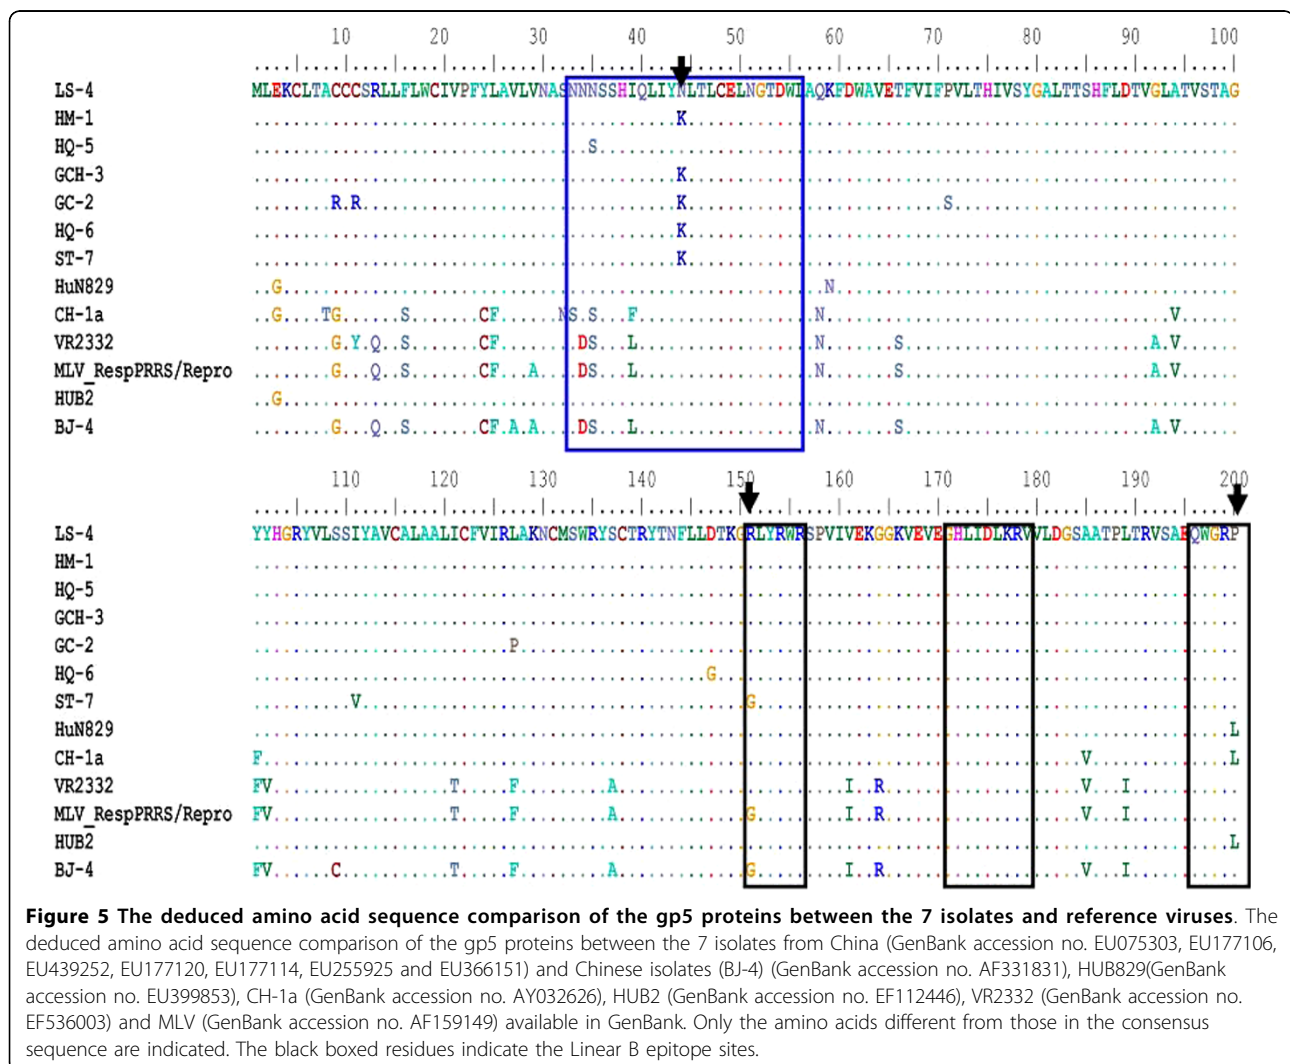 10 20 30 40 50 60 70 80 90 100
LS-4 MLEKCLTACCCSRLLFLWCIVPFYLAVLVNASNNNSSHIQLIYNLTLCELNGTDWLAQKFDWAVETFVIFPVLTHIVSYGALTTSHFLDTVGLATVSTAG
HM-1 ...........................................K........................................................
HQ-5 ..................................S.................................................................
GCH-3 ...........................................K........................................................
GC-2 ........R.R................................K..........................S.............................
HQ-6 ...........................................K........................................................
ST-7 ...........................................K........................................................
HuN829 ..G.......................................................N.........................................
CH-1a ..G....TG......S.......CF......NS.S...F..................N...................................V......
VR2332 ........G.Y.Q..S.......CF........DS...L..........................S.........................A.V......
MLV_RespPRRS/Repro ........G...Q..S.......CF...A....DS...L..................N.......S.........................A.V......
HUB2 ..G.................................................................................................
BJ-4 ........G...Q..S.......CF.A.A....DS...L..................N.......S.........................A.V......
110 120 130 140 150 160 170 180 190 200
LS-4 YYHGRYVLSSIYAVCALAALICFVIRLAKNCMSWRYSCTRYTNFLLDTKGRLYRWRSPVIVEKGGKVEVEGHLIDLKRVVLDGSAATPLTRVSAEQWGRP
HM-1 ....................................................................................................
HQ-5 ....................................................................................................
GCH-3 ....................................................................................................
GC-2 ..........................P.........................................................................
HQ-6 ..............................................G.....................................................
ST-7 ..........V.......................................G.................................................
HuN829 ...................................................................................................L
CH-1a F...................................................................................V..............L
VR2332 FV..................T.....F.........A.......................I..R....................V...I...........
MLV_RespPRRS/Repro FV..................T.....F.........A.............G.........I..R....................V...I...........
HUB2 ...................................................................................................L
BJ-4 FV......C...........T.....F.........A.............G.........I..R....................V...I...........
Figure 5 The deduced amino acid sequence comparison of the gp5 proteins between the 7 isolates and reference viruses. The
deduced amino acid sequence comparison of the gp5 proteins between the 7 isolates from China (GenBank accession no. EU075303, EU177106,
EU439252, EU177120, EU177114, EU255925 and EU366151) and Chinese isolates (BJ-4) (GenBank accession no. AF331831), HUB829(GenBank
accession no. EU399853), CH-1a (GenBank accession no. AY032626), HUB2 (GenBank accession no. EF112446), VR2332 (GenBank accession no.
EF536003) and MLV (GenBank accession no. AF159149) available in GenBank. Only the amino acids different from those in the consensus
sequence are indicated. The black boxed residues indicate the Linear B epitope sites.